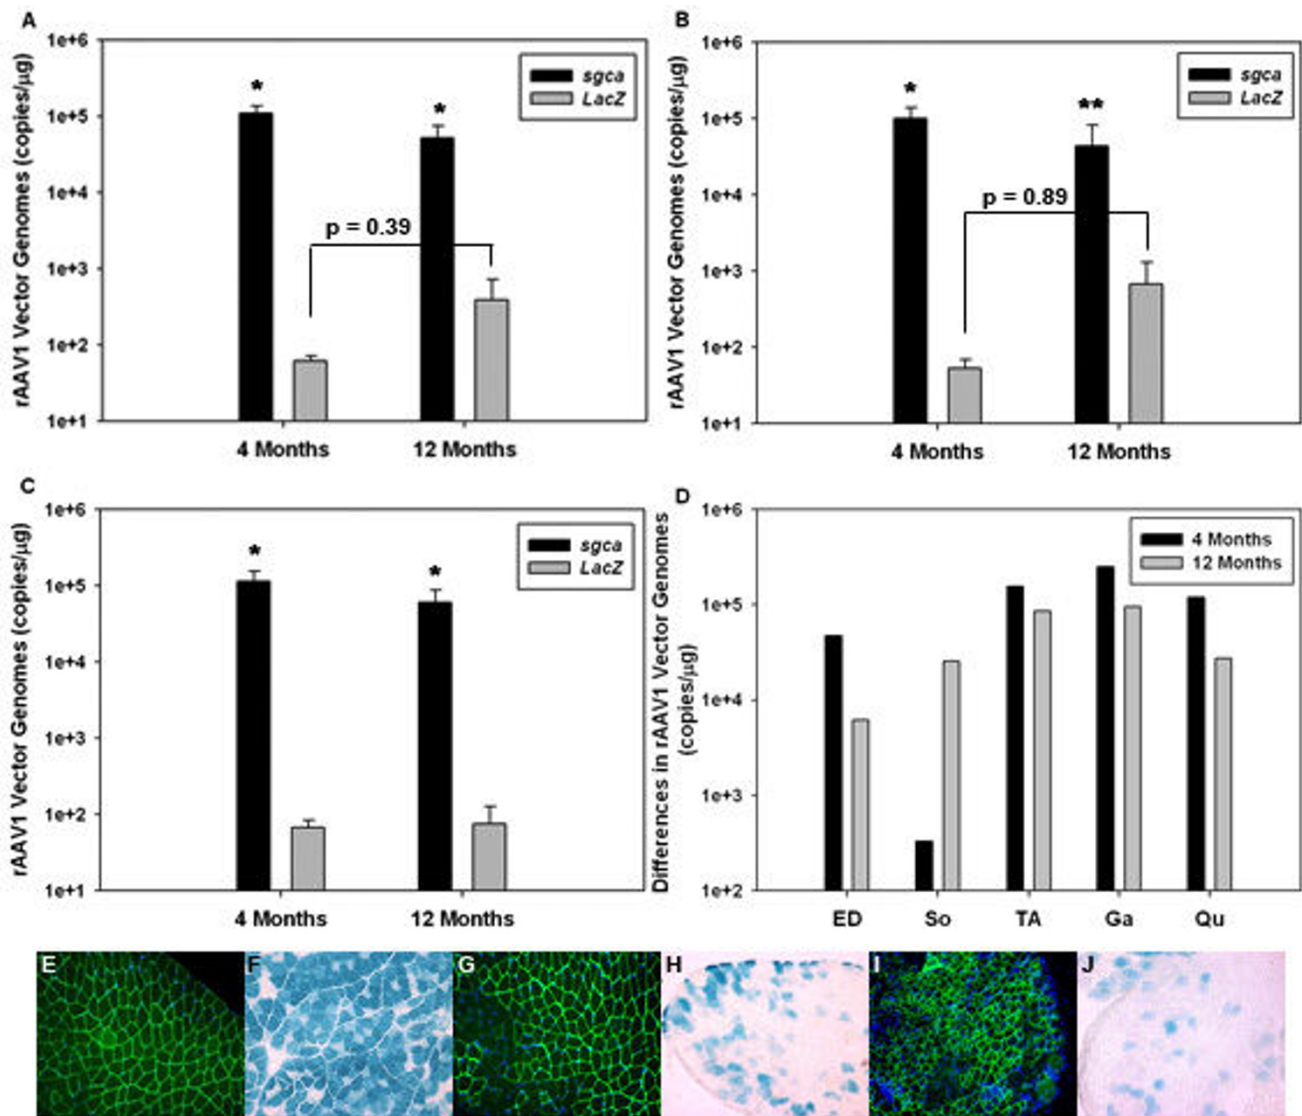 A
rAAV1 Vector Genomes (copies/µg)
1e+6
1e+5
1e+4
1e+3
1e+2
1e+1
sgca
LacZ
*
*
p = 0.39
4 Months
12 Months
B
rAAV1 Vector Genomes (copies/µg)
1e+6
1e+5
1e+4
1e+3
1e+2
1e+1
sgca
LacZ
*
**
p = 0.89
4 Months
12 Months
C
rAAV1 Vector Genomes (copies/µg)
1e+6
1e+5
1e+4
1e+3
1e+2
1e+1
sgca
LacZ
*
*
4 Months
12 Months
D
Differences in rAAV1 Vector Genomes
(copies/µg)
1e+6
1e+5
1e+4
1e+3
1e+2
4 Months
12 Months
ED
So
TA
Ga
Qu
E
F
G
H
I
J